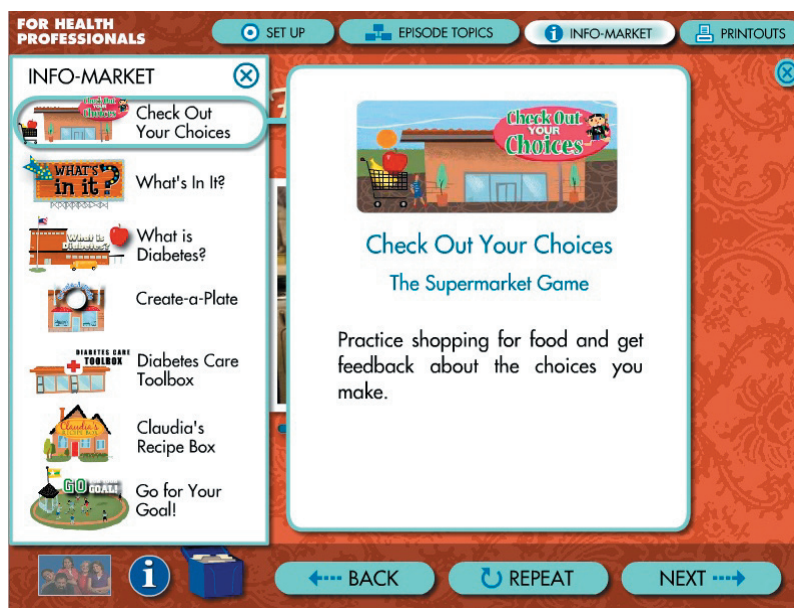 FOR HEALTH
PROFESSIONALS
SET UP
EPISODE TOPICS
INFO-MARKET
PRINTOUTS
INFO-MARKET
Check Out
YOUR
Choices
Check Out
Your Choices
WHAT'S
in it?
What's In It?
What is
Diabetes?
What is
Diabetes?
Create-a-Plate
DIABETES CARE
TOOLBOX
Diabetes Care
Toolbox
Claudia's
RECIPE BOX
Claudia's
Recipe Box
GO
GOAL!
Go for Your
Goal!
Check Out
YOUR
Choices
Check Out Your Choices
The Supermarket Game
Practice shopping for food and get
feedback about the choices you
make.
BACK
REPEAT
NEXT